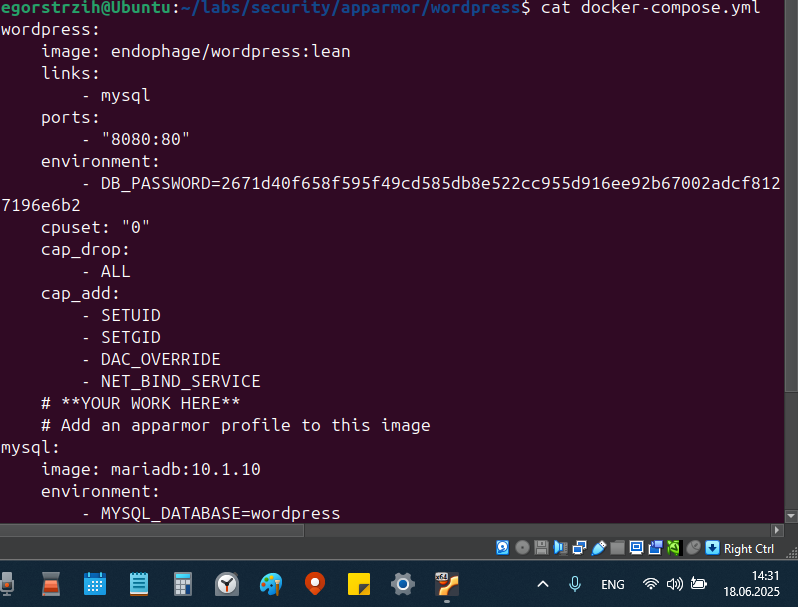 egorstrzih@Ubuntu:~/labs/security/apparmor/wordpress$ cat docker-compose.yml
wordpress:
    image: endophage/wordpress:lean
    links:
        - mysql
    ports:
        - "8080:80"
    environment:
        - DB_PASSWORD=2671d40f658f595f49cd585db8e522cc955d916ee92b67002adcf812
7196e6b2
    cpuset: "0"
    cap_drop:
        - ALL
    cap_add:
        - SETUID
        - SETGID
        - DAC_OVERRIDE
        - NET_BIND_SERVICE
    # **YOUR WORK HERE**
    # Add an apparmor profile to this image
mysql:
    image: mariadb:10.1.10
    environment:
        - MYSQL_DATABASE=wordpress
Right Ctrl
ENG
14:31
18.06.2025